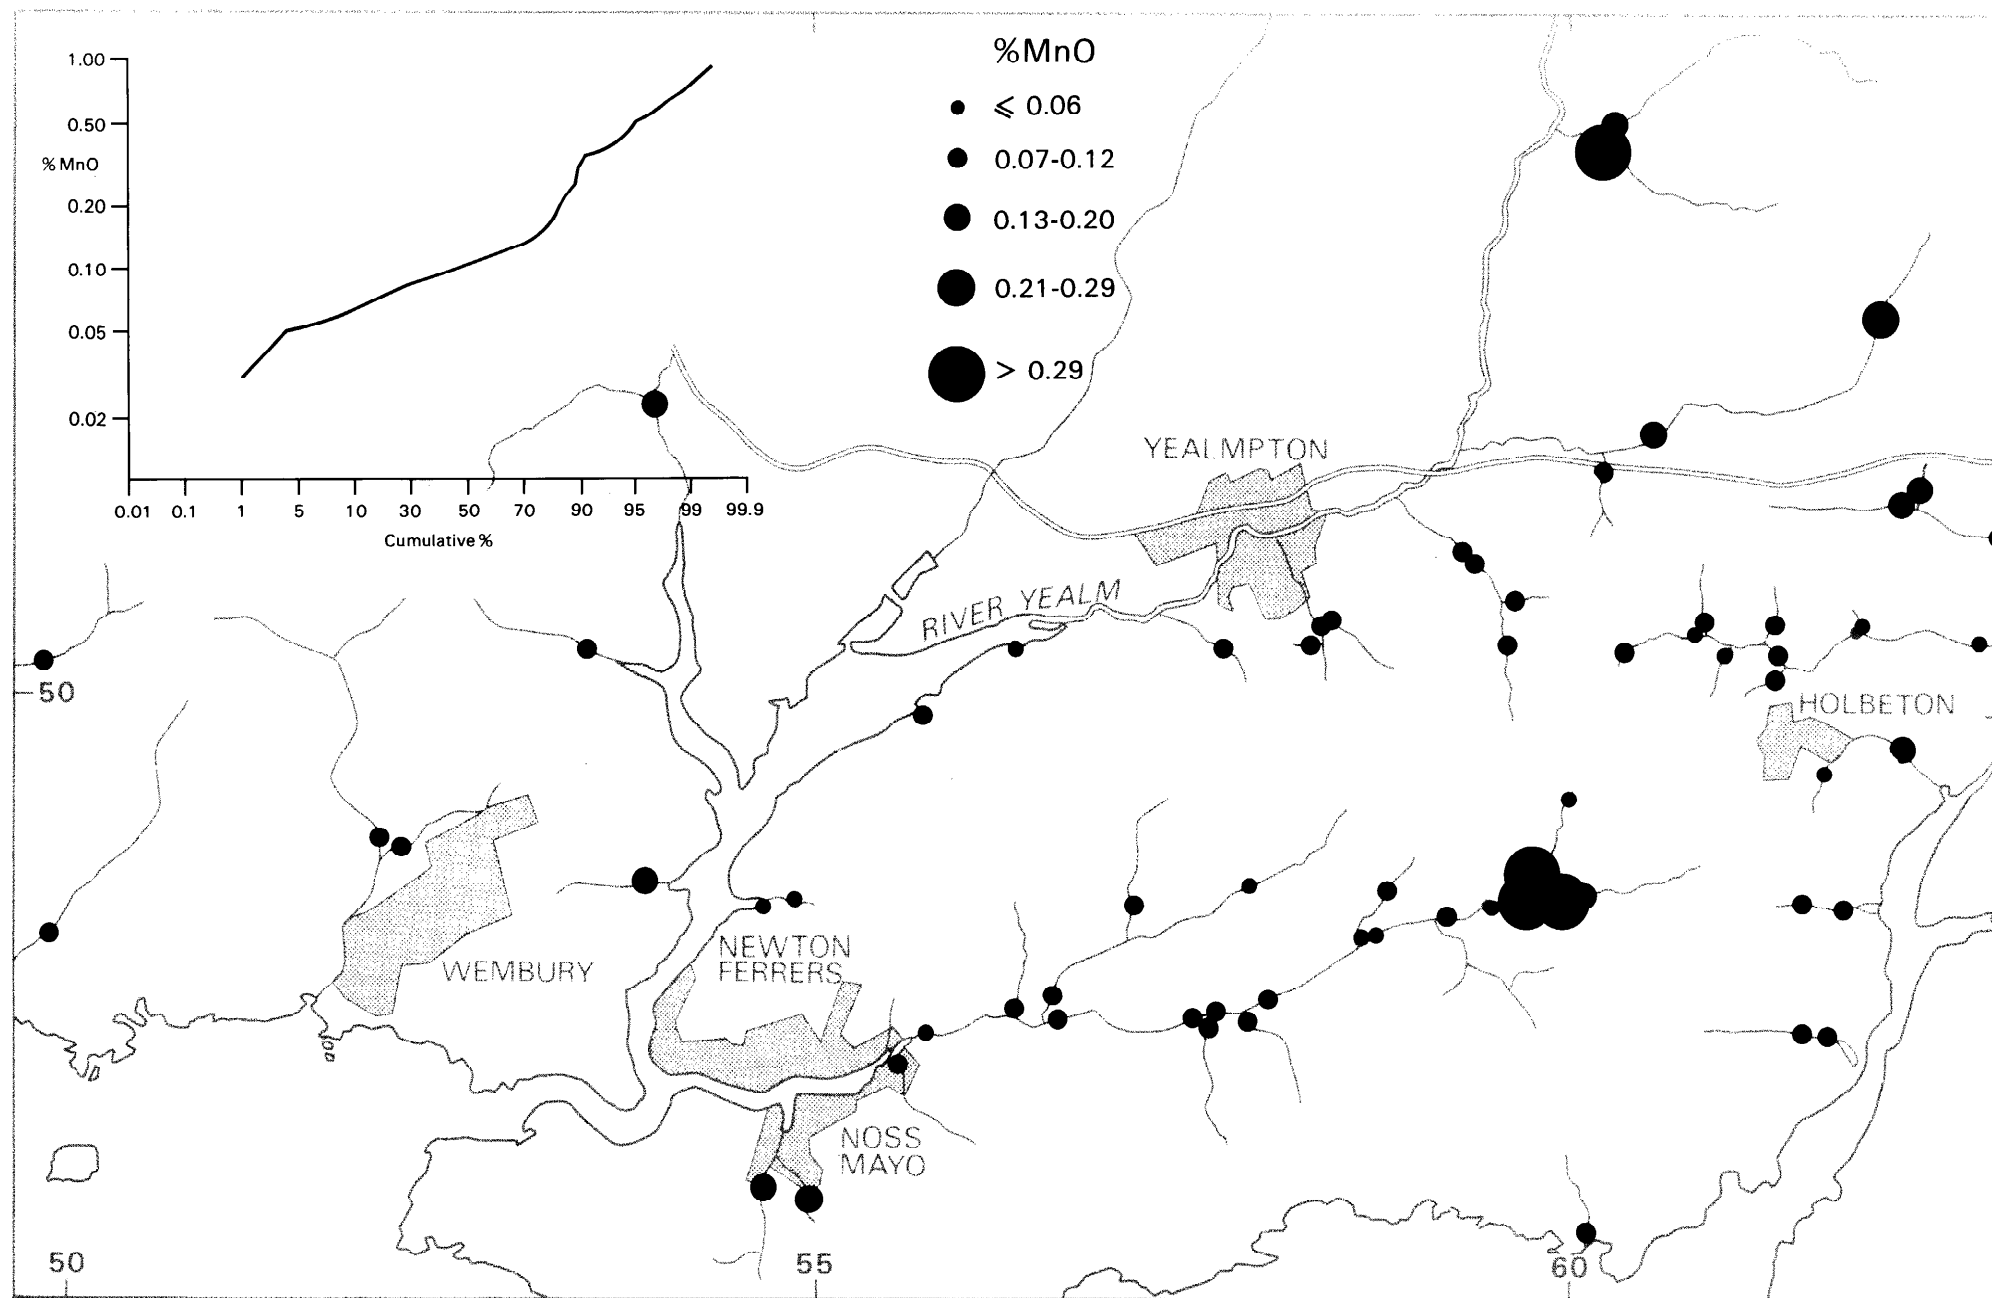 %MnO
1.00
0.50
% MnO
0.20
0.10
0.05
0.02
0.01 0.1 1 5 10 30 50 70 90 95 99 99.9
Cumulative %
⩽ 0.06
0.07-0.12
0.13-0.20
0.21-0.29
> 0.29
YEALMPTON
RIVER YEALM
50
HOLBETON
NEWTON
FERRERS
WEMBURY
NOSS
MAYO
50
55
60